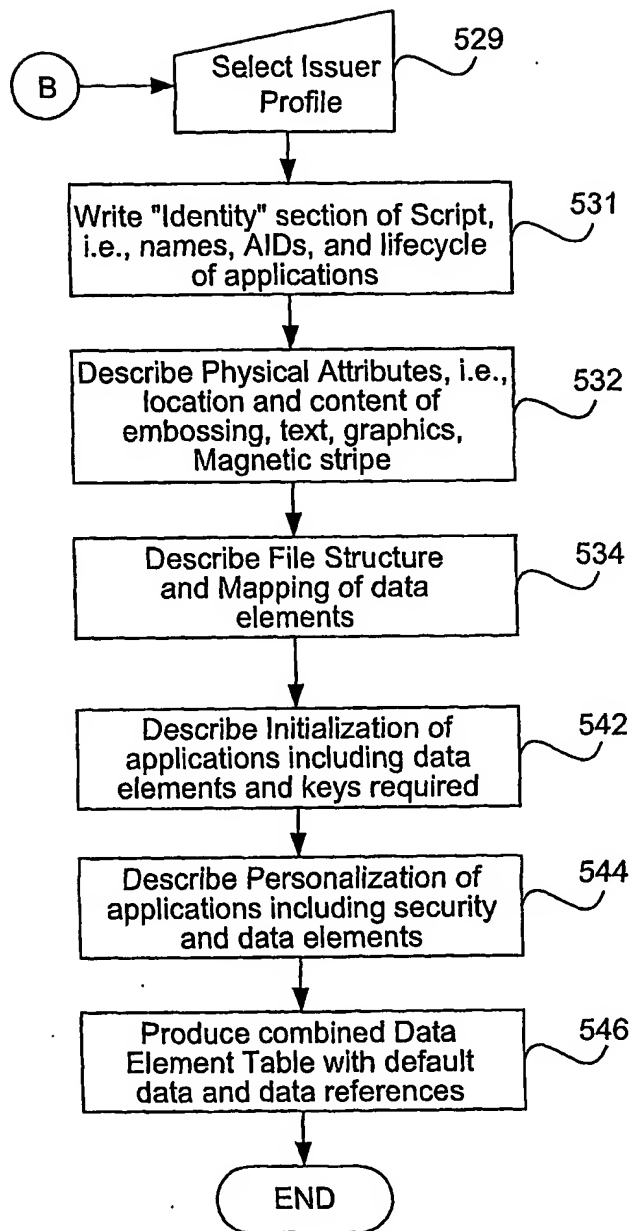 529
B
Select Issuer
Profile
531
Write "Identity" section of Script,
i.e., names, AIDs, and lifecycle
of applications
532
Describe Physical Attributes, i.e.,
location and content of
embossing, text, graphics,
Magnetic stripe
534
Describe File Structure
and Mapping of data
elements
542
Describe Initialization of
applications including data
elements and keys required
544
Describe Personalization of
applications including security
and data elements
546
Produce combined Data
Element Table with default
data and data references
END